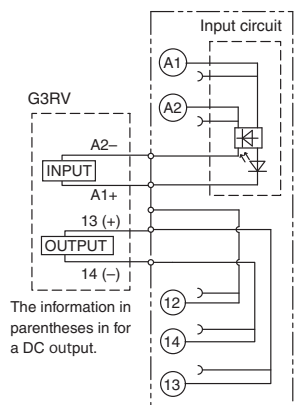 Input circuit
A1
A2
G3RV
A2–
INPUT
A1+
13 (+)
OUTPUT
14 (–)
The information in
parentheses in for
a DC output.
12
14
13